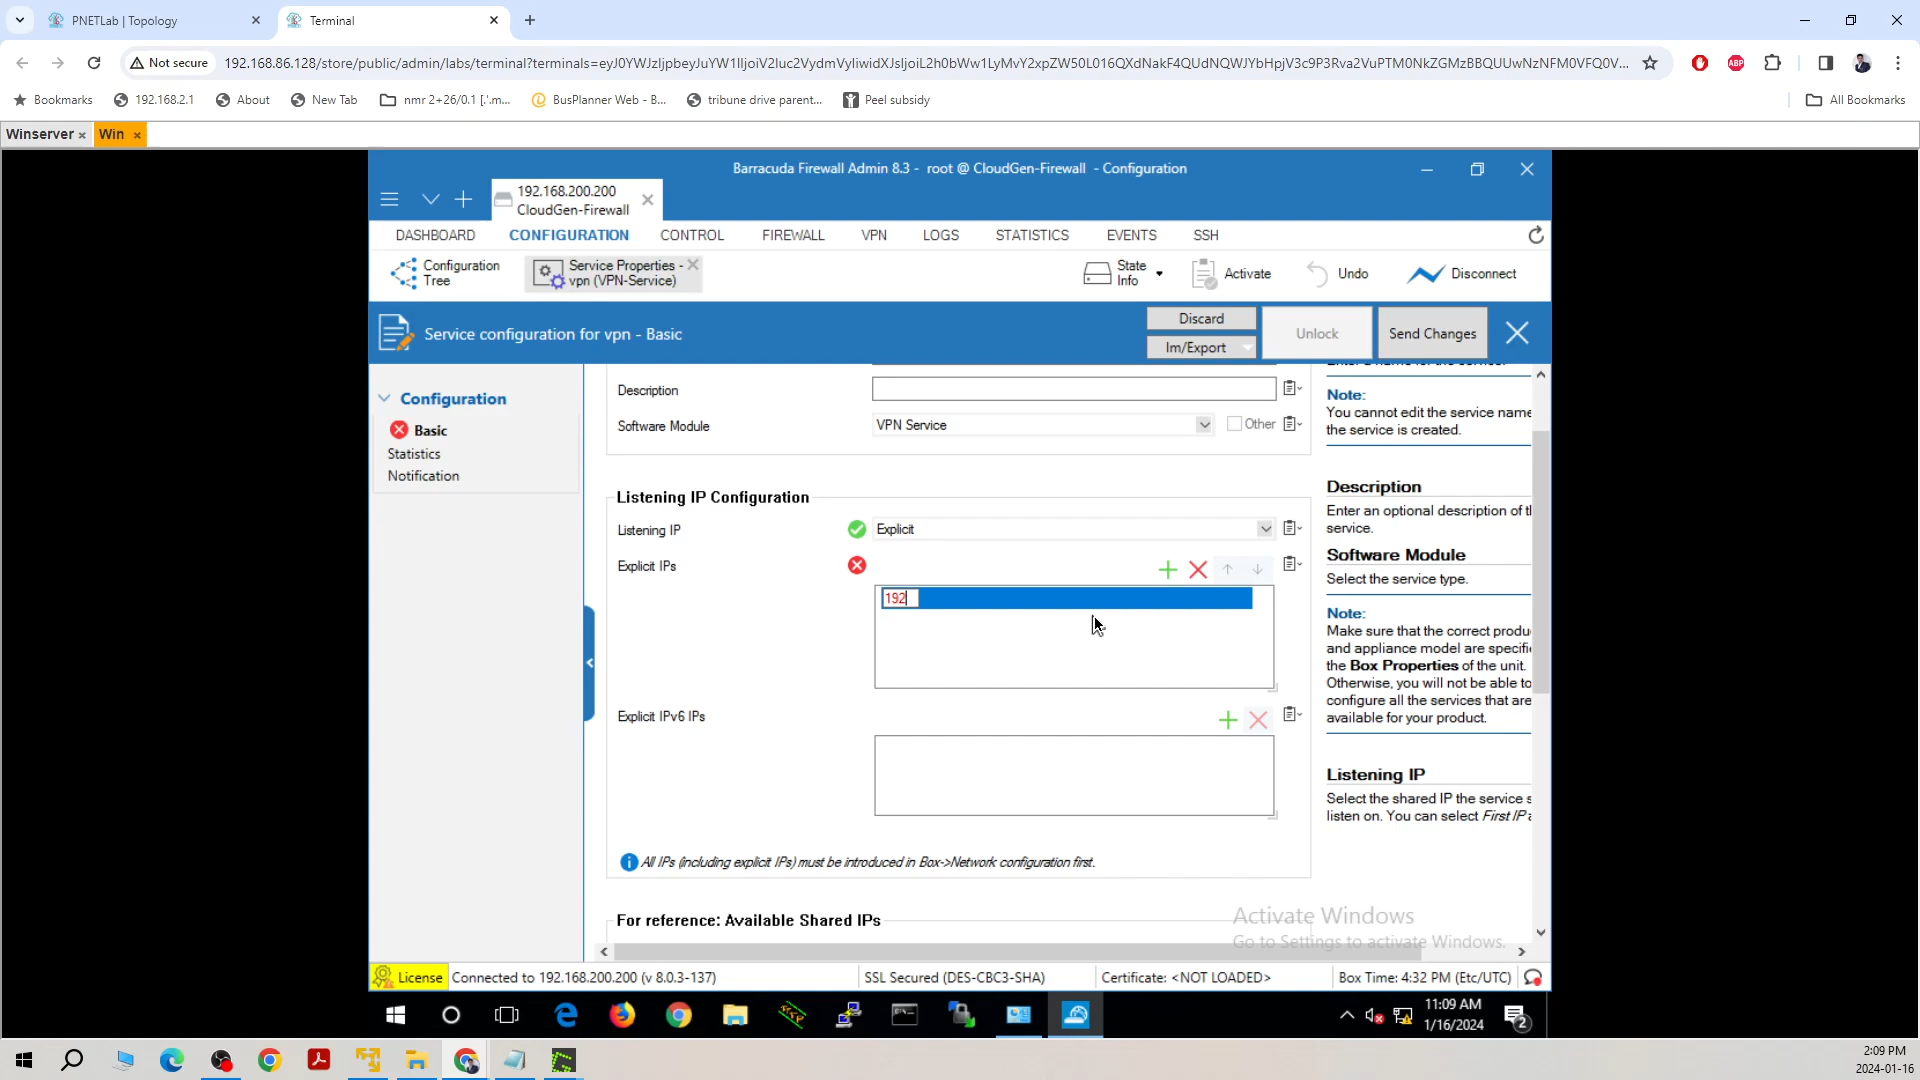 PNETLab | Topology
Terminal
Not secure
192.168.86.128/store/public/admin/labs/terminal?terminals=
Bookmarks
192.168.2.1
About
New Tab
nmr 2+26/0.1 [.'.m...
BusPlanner Web - B...
tribune drive parent...
Peel subsidy
All Bookmarks
Winserver
Win
Barracuda Firewall Admin 8.3 - root @ CloudGen-Firewall - Configuration
192.168.200.200
CloudGen-Firewall
DASHBOARD
CONFIGURATION
CONTROL
FIREWALL
VPN
LOGS
STATISTICS
EVENTS
SSH
Configuration
Tree
Service Properties -
vpn (VPN-Service)
State
Info
Activate
Undo
Disconnect
Service configuration for vpn - Basic
Discard
Im/Export
Unlock
Send Changes
Configuration
Basic
Statistics
Notification
Description
Software Module
VPN Service
Other
Listening IP Configuration
Listening IP
Explicit
Explicit IPs
192
Explicit IPv6 IPs
All IPs (including explicit IPs) must be introduced in Box->Network configuration first.
For reference: Available Shared IPs
Note:
You cannot edit the service name
the service is created.
Description
Enter an optional description of t
service.
Software Module
Select the service type.
Note:
Make sure that the correct produ
and appliance model are specifi
the Box Properties of the unit.
Otherwise, you will not be able to
configure all the services that are
available for your product.
Listening IP
Select the shared IP the service s
listen on. You can select First IP
Activate Windows
Go to Settings to activate Windows.
License
Connected to 192.168.200.200 (v 8.0.3-137)
SSL Secured (DES-CBC3-SHA)
Certificate: <NOT LOADED>
Box Time: 4:32 PM (Etc/UTC)
11:09 AM
1/16/2024
2
2:09 PM
2024-01-16